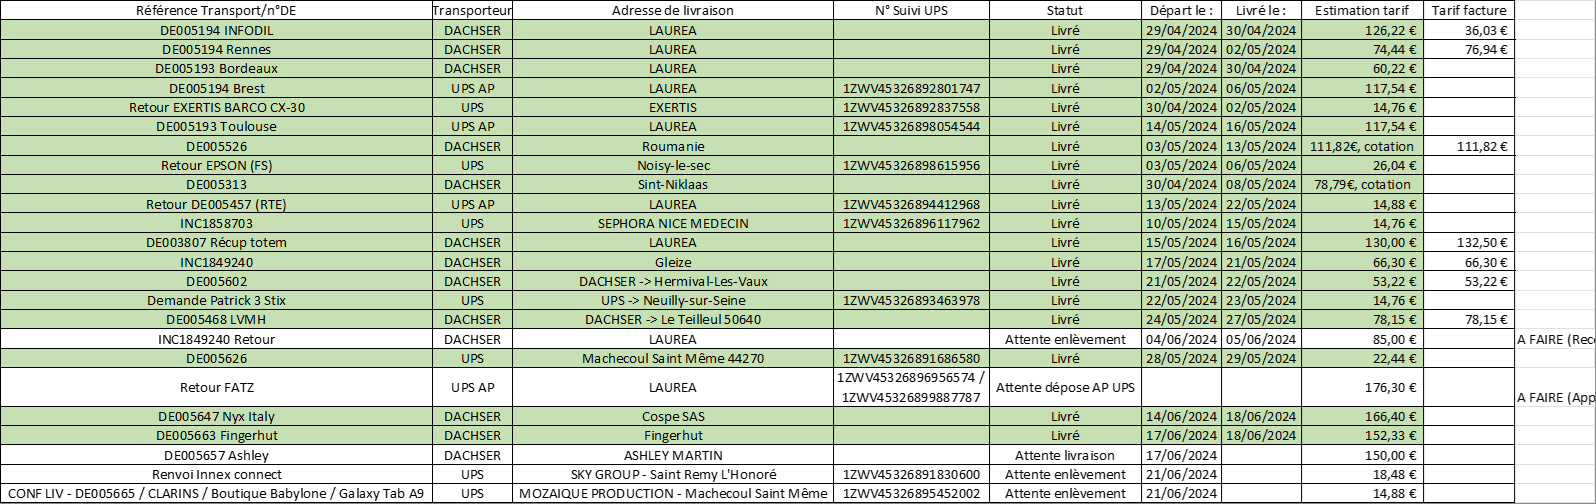 Référence Transport/n°DE Transporteur Adresse de livraison N° Suivi UPS Statut Départ le : Livré le : Estimation tarif Tarif facture
DE005194 INFODIL DACHSER LAUREA Livré 29/04/2024 30/04/2024 126,22 € 36,03 €
DE005194 Rennes DACHSER LAUREA Livré 29/04/2024 02/05/2024 74,44 € 76,94 €
DE005193 Bordeaux DACHSER LAUREA Livré 29/04/2024 30/04/2024 60,22 €
DE005194 Brest UPS AP LAUREA 1ZWV45326892801747 Livré 02/05/2024 06/05/2024 117,54 €
Retour EXERTIS BARCO CX-30 UPS EXERTIS 1ZWV45326892837558 Livré 30/04/2024 02/05/2024 14,76 €
DE005193 Toulouse UPS AP LAUREA 1ZWV45326898054544 Livré 14/05/2024 16/05/2024 117,54 €
DE005526 DACHSER Roumanie Livré 03/05/2024 13/05/2024 111,82€, cotation 111,82 €
Retour EPSON (FS) UPS Noisy-le-sec 1ZWV45326898615956 Livré 03/05/2024 06/05/2024 26,04 €
DE005313 DACHSER Sint-Niklaas Livré 30/04/2024 08/05/2024 78,79€, cotation
Retour DE005457 (RTE) UPS AP LAUREA 1ZWV45326894412968 Livré 13/05/2024 22/05/2024 14,88 €
INC1858703 UPS SEPHORA NICE MEDECIN 1ZWV45326896117962 Livré 10/05/2024 15/05/2024 14,76 €
DE003807 Récup totem DACHSER LAUREA Livré 15/05/2024 16/05/2024 130,00 € 132,50 €
INC1849240 DACHSER Gleize Livré 17/05/2024 21/05/2024 66,30 € 66,30 €
DE005602 DACHSER DACHSER -> Hermival-Les-Vaux Livré 21/05/2024 22/05/2024 53,22 € 53,22 €
Demande Patrick 3 Stix UPS UPS -> Neuilly-sur-Seine 1ZWV45326893463978 Livré 22/05/2024 23/05/2024 14,76 €
DE005468 LVMH DACHSER DACHSER -> Le Teilleul 50640 Livré 24/05/2024 27/05/2024 78,15 € 78,15 €
INC1849240 Retour DACHSER LAUREA Attente enlèvement 04/06/2024 05/06/2024 85,00 € A FAIRE (Rec
DE005626 UPS Machecoul Saint Même 44270 1ZWV45326891686580 Livré 28/05/2024 29/05/2024 22,44 €
Retour FATZ UPS AP LAUREA 1ZWV45326896956574 / Attente dépose AP UPS 176,30 €
1ZWV45326899887787 A FAIRE (App
DE005647 Nyx Italy DACHSER Cospe SAS Livré 14/06/2024 18/06/2024 166,40 €
DE005663 Fingerhut DACHSER Fingerhut Livré 17/06/2024 18/06/2024 152,33 €
DE005657 Ashley DACHSER ASHLEY MARTIN Attente livraison 17/06/2024 150,00 €
Renvoi Innex connect UPS SKY GROUP - Saint Remy L'Honoré 1ZWV45326891830600 Attente enlèvement 21/06/2024 18,48 €
CONF LIV - DE005665 / CLARINS / Boutique Babylone / Galaxy Tab A9 UPS MOZAIQUE PRODUCTION - Machecoul Saint Même 1ZWV45326895452002 Attente enlèvement 21/06/2024 14,88 €